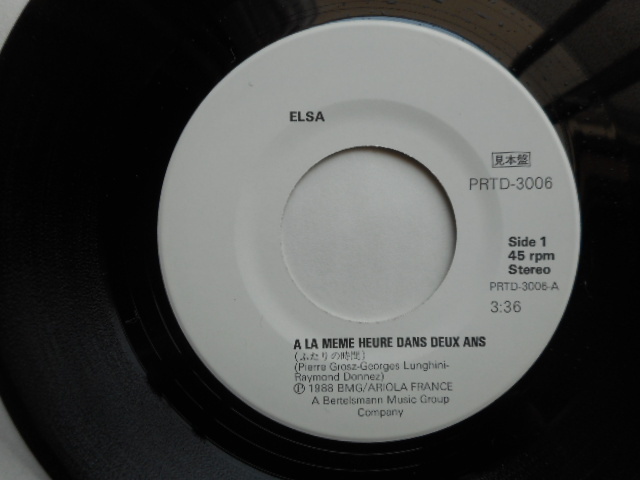 ELSA
見本盤
PRTD-3006
Side 1
45 rpm
Stereo
PRTD-3006-A
3:36
A LA MEME HEURE DANS DEUX ANS
(ふたりの時間)
(Pierre Grosz-Georges Lunghini-
Raymond Donnez)
Ⓟ 1988 BMG/ARIOLA FRANCE
A Bertelsmann Music Group
Company